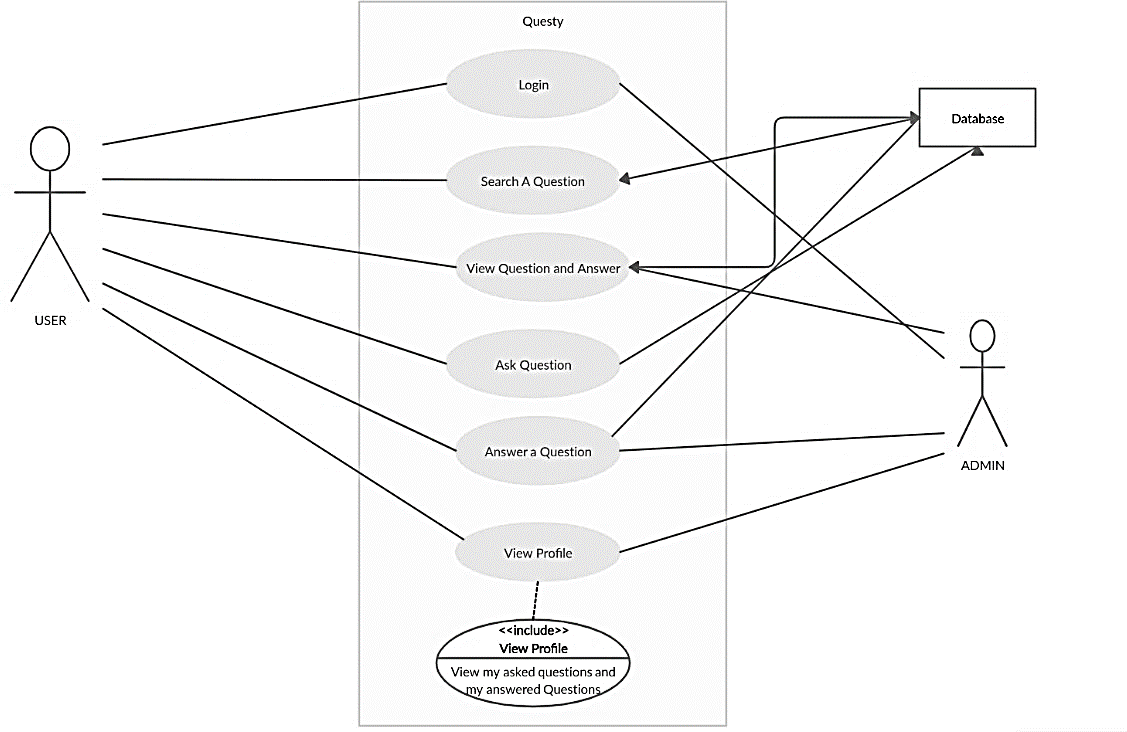 Questy
Login
Database
Search A Question
View Question and Answer
USER
Ask Question
Answer a Question
ADMIN
View Profile
<<include>>
View Profile
View my asked questions and
my answered Questions